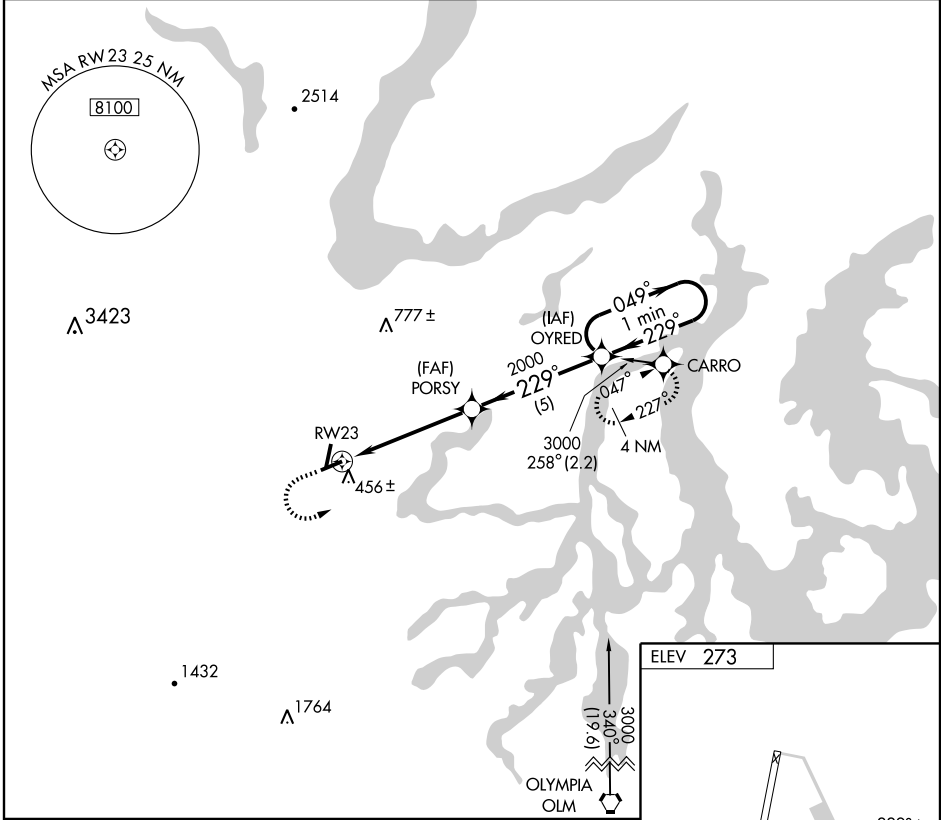 MSA RW23 25 NM
8100
2514
3423
777 ±
(IAF)
OYRED
049°
1 min
229°
CARRO
(FAF)
PORSY
2000
229°
(5)
047°
227°
4 NM
3000
258° (2.2)
RW23
456 ±
1432
1764
3000
340°
(19.6)
OLYMPIA
OLM
ELEV 273